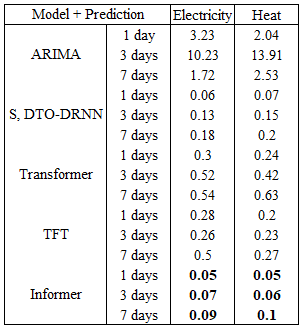 Model + Prediction Electricity Heat
ARIMA 1 day 3.23 2.04
3 days 10.23 13.91
7 days 1.72 2.53
S, DTO-DRNN 1 days 0.06 0.07
3 days 0.13 0.15
7 days 0.18 0.2
Transformer 1 days 0.3 0.24
3 days 0.52 0.42
7 days 0.54 0.63
TFT 1 days 0.28 0.2
3 days 0.26 0.23
7 days 0.5 0.27
Informer 1 days 0.05 0.05
3 days 0.07 0.06
7 days 0.09 0.1